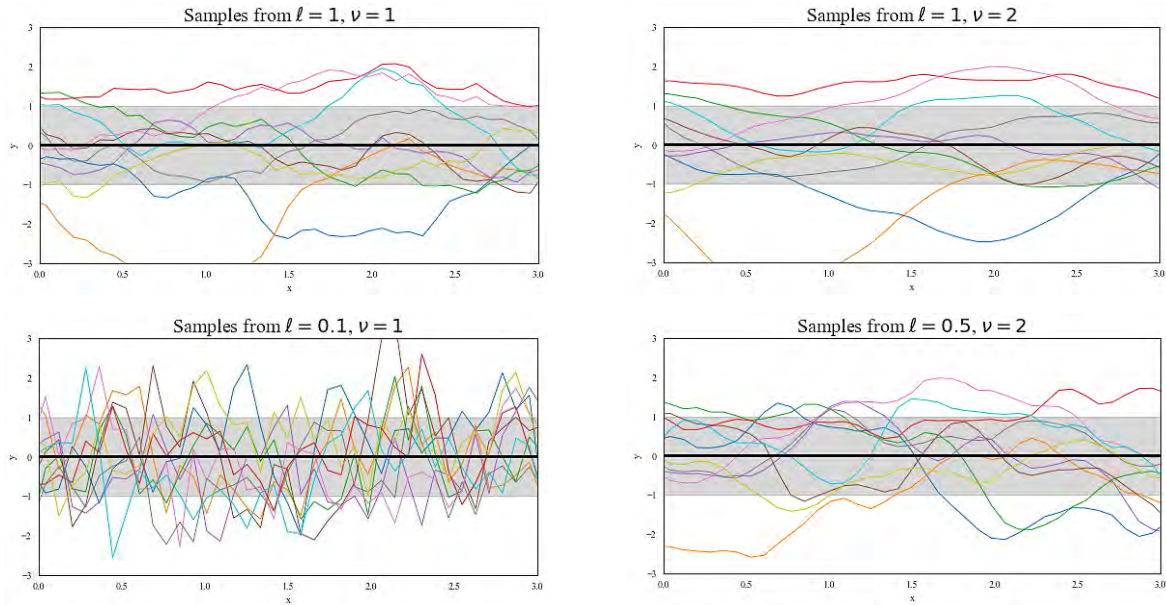 Samples from ℓ = 1, ν = 1
3
2
1
0
−1
−2
−3
y
0.0 0.5 1.0 1.5 2.0 2.5 3.0
x
Samples from ℓ = 1, ν = 2
3
2
1
0
−1
−2
−3
y
0.0 0.5 1.0 1.5 2.0 2.5 3.0
x
Samples from ℓ = 0.1, ν = 1
3
2
1
0
−1
−2
−3
y
0.0 0.5 1.0 1.5 2.0 2.5 3.0
x
Samples from ℓ = 0.5, ν = 2
3
2
1
0
−1
−2
−3
y
0.0 0.5 1.0 1.5 2.0 2.5 3.0
x